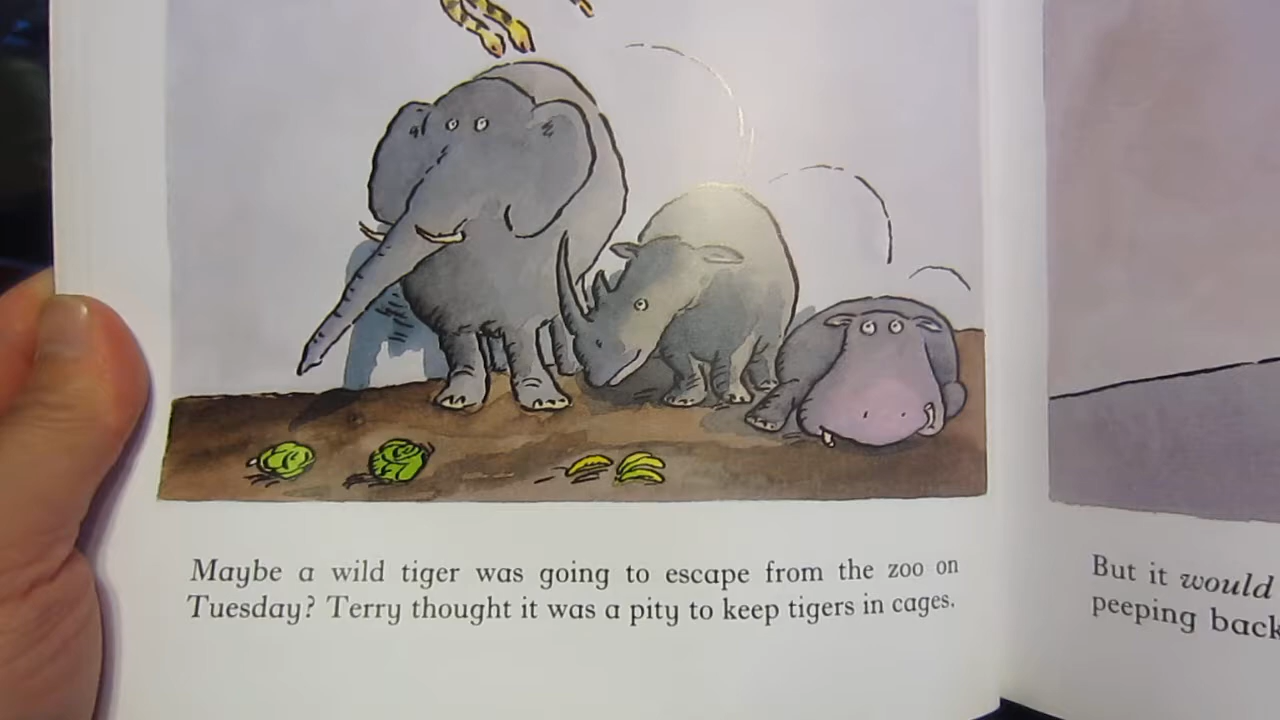 Maybe a wild tiger was going to escape from the zoo on
Tuesday? Terry thought it was a pity to keep tigers in cages.
But it would
peeping back